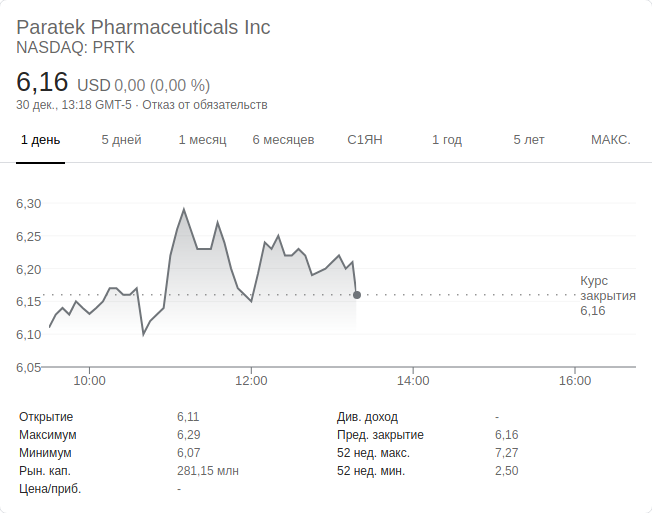 Paratek Pharmaceuticals Inc
NASDAQ: PRTK
6,16 USD 0,00 (0,00 %)
30 дек., 13:18 GMT-5 · Отказ от обязательств
1 день 5 дней 1 месяц 6 месяцев С1ЯН 1 год 5 лет МАКС.
6,30
6,25
6,20
6,15
6,10
6,05
Курс
закрытия
6,16
10:00 12:00 14:00 16:00
Открытие 6,11 Див. доход -
Максимум 6,29 Пред. закрытие 6,16
Минимум 6,07 52 нед. макс. 7,27
Рын. кап. 281,15 млн 52 нед. мин. 2,50
Цена/приб. -